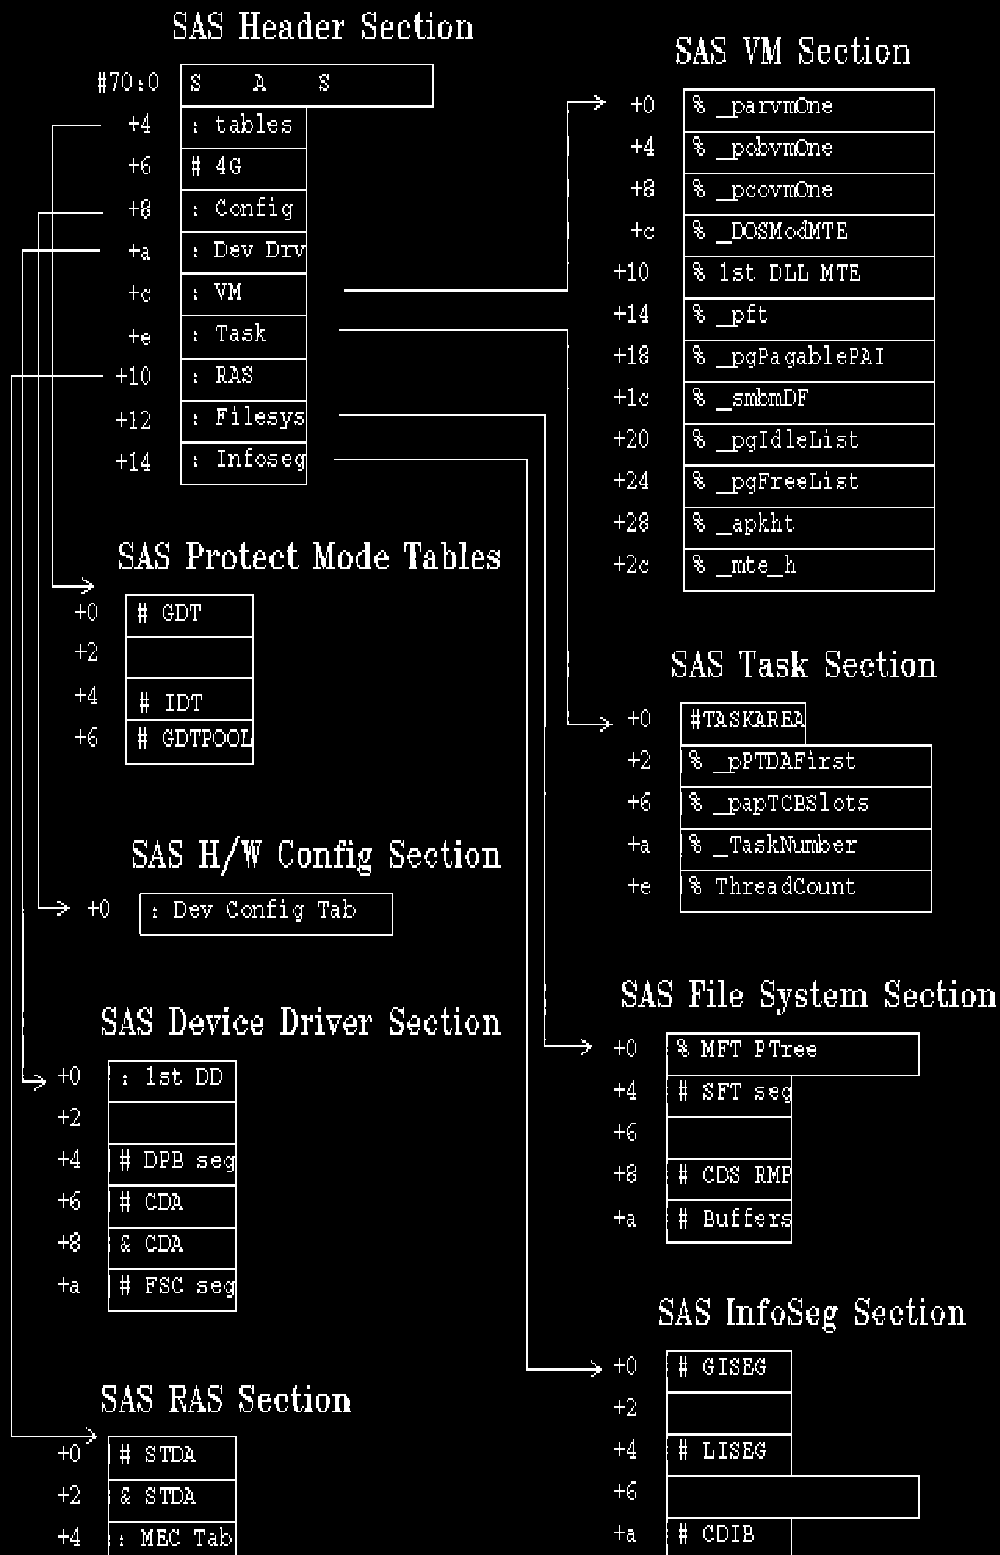 SAS Header Section
#70:0 S A S
+4 : tables
+6 # 4G
+8 : Config
+a : Dev Drv
+c : VM
+e : Task
+10 : RAS
+12 : Filesys
+14 : Infoseg
SAS Protect Mode Tables
+0 # GDT
+2
+4 # IDT
+6 # GDTPOOL
SAS H/W Config Section
+0 : Dev Config Tab
SAS Device Driver Section
+0 : 1st DD
+2
+4 # DPB seg
+6 # CDA
+8 & CDA
+a # FSC seg
SAS RAS Section
+0 # STDA
+2 & STDA
+4 : MEC Tab
SAS VM Section
+0 % _parvmOne
+4 % _pobvmOne
+8 % _pcovmOne
+c % _DOSModMTE
+10 % 1st DLL MTE
+14 % _pft
+18 % _pgPagablePAI
+1c % _smbmDF
+20 % _pgIdleList
+24 % _pgFreeList
+28 % _apkht
+2c % _mte_h
SAS Task Section
+0 #TASKAREA
+2 % _pPTDAFirst
+6 % _papTCBSlots
+a % _TaskNumber
+e % ThreadCount
SAS File System Section
+0 % MFT PTree
+4 # SFT seg
+6
+8 # CDS RMP
+a # Buffers
SAS InfoSeg Section
+0 # GISEG
+2
+4 # LISEG
+6
+a # CDIB